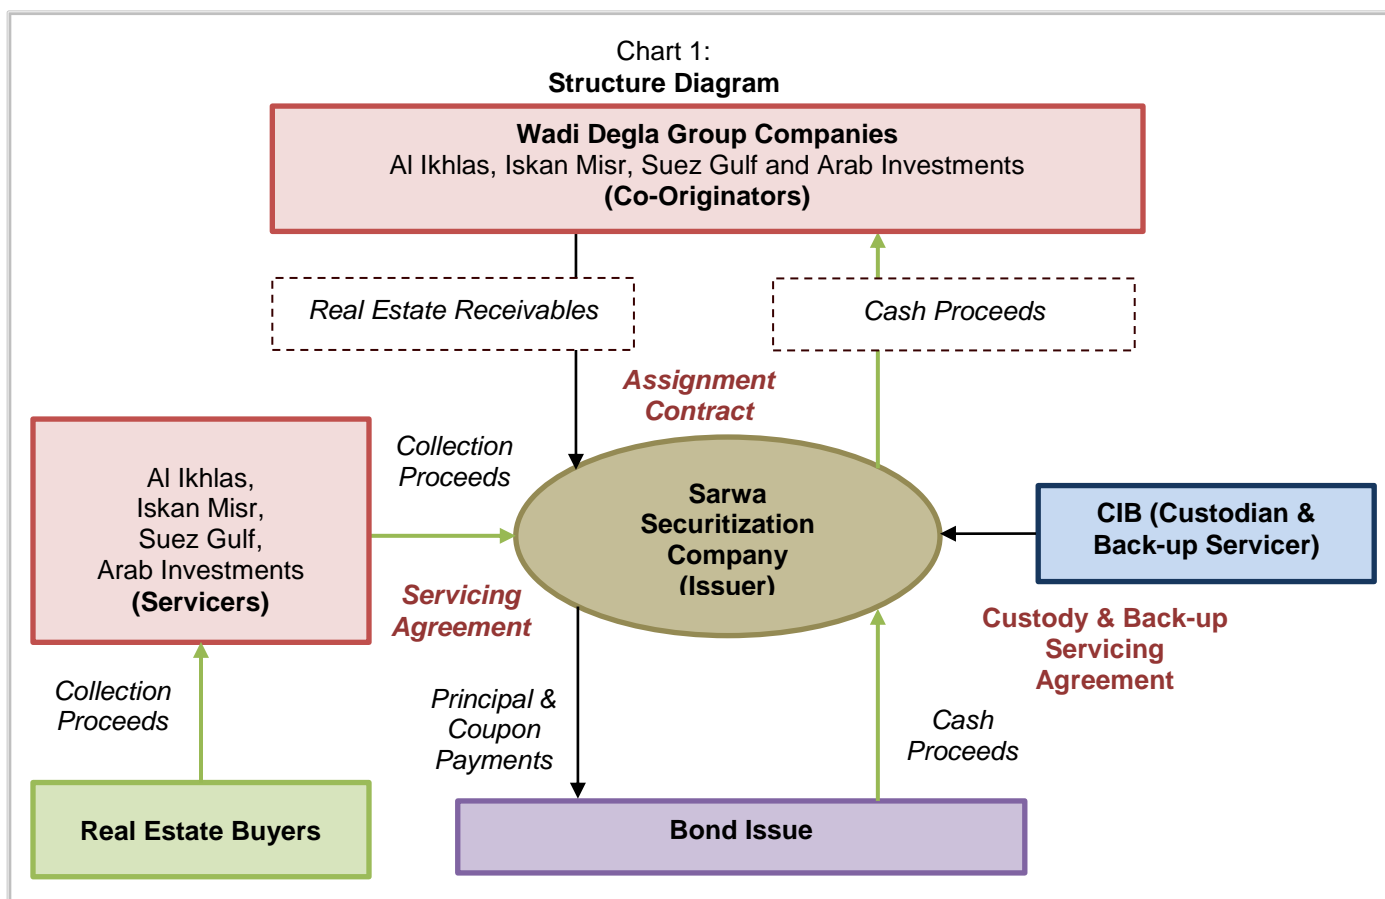 Chart 1:
Structure Diagram
Wadi Degla Group Companies
Al Ikhlas, Iskan Misr, Suez Gulf and Arab Investments
(Co-Originators)
Real Estate Receivables
Cash Proceeds
Assignment
Contract
Collection
Proceeds
Al Ikhlas,
Iskan Misr,
Suez Gulf,
Arab Investments
(Servicers)
Sarwa
Securitization
Company
(Issuer)
CIB (Custodian &
Back-up Servicer)
Servicing
Agreement
Custody & Back-up
Servicing
Agreement
Collection
Proceeds
Principal &
Coupon
Payments
Cash
Proceeds
Real Estate Buyers
Bond Issue